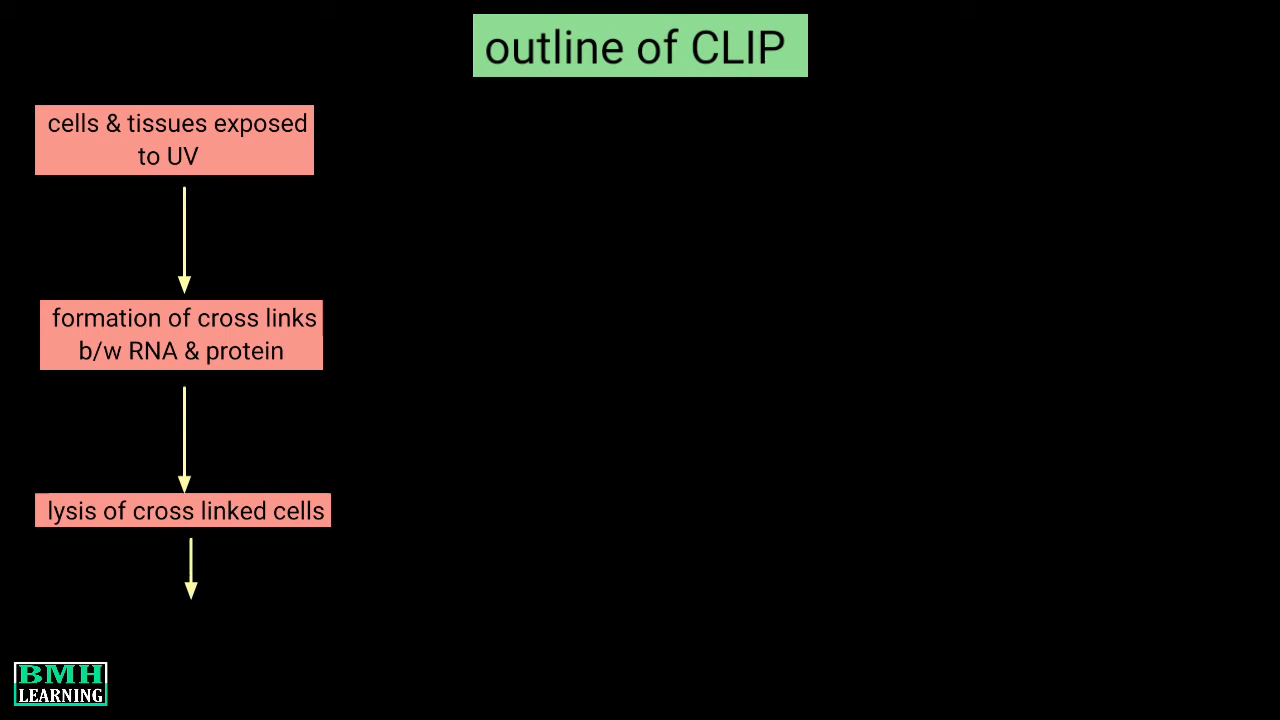 outline of CLIP
cells & tissues exposed
to UV
formation of cross links
b/w RNA & protein
lysis of cross linked cells
BMH
LEARNING